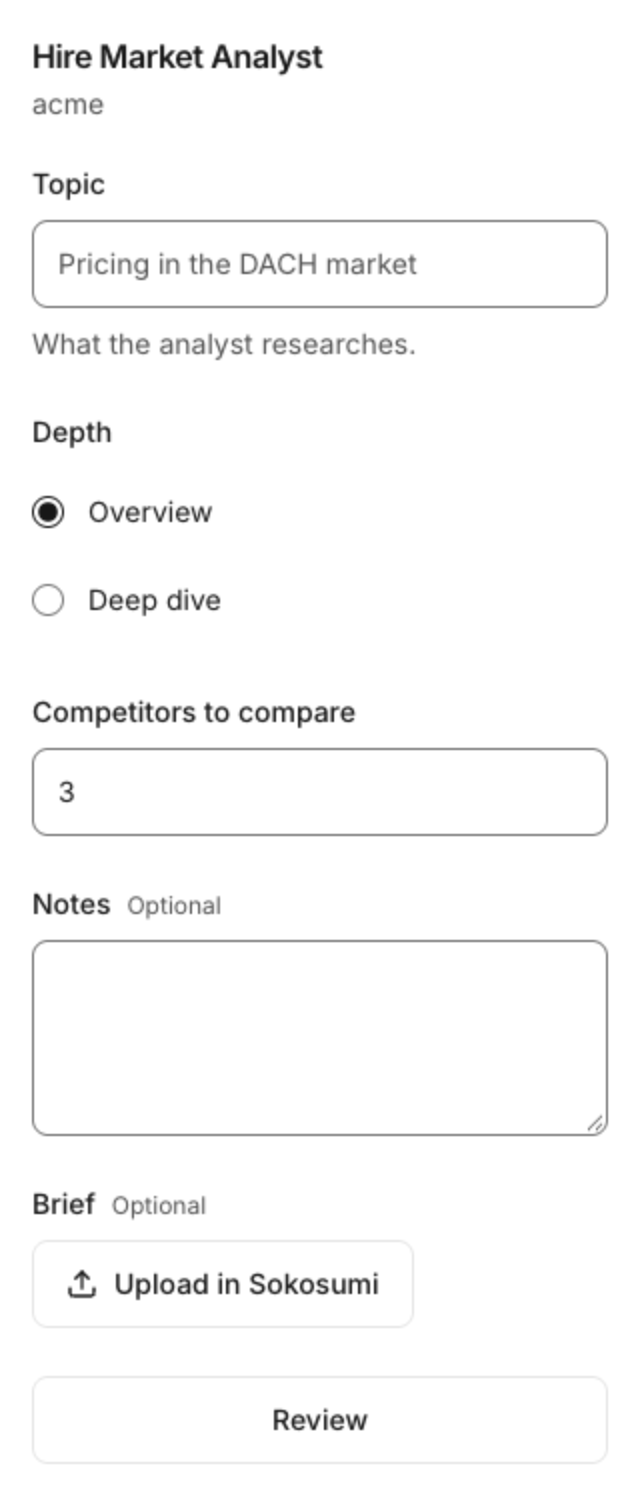 Hire Market Analyst
acme
Topic
Pricing in the DACH market
What the analyst researches.
Depth
Overview
Deep dive
Competitors to compare
3
Notes Optional
Brief Optional
Upload in Sokosumi
Review